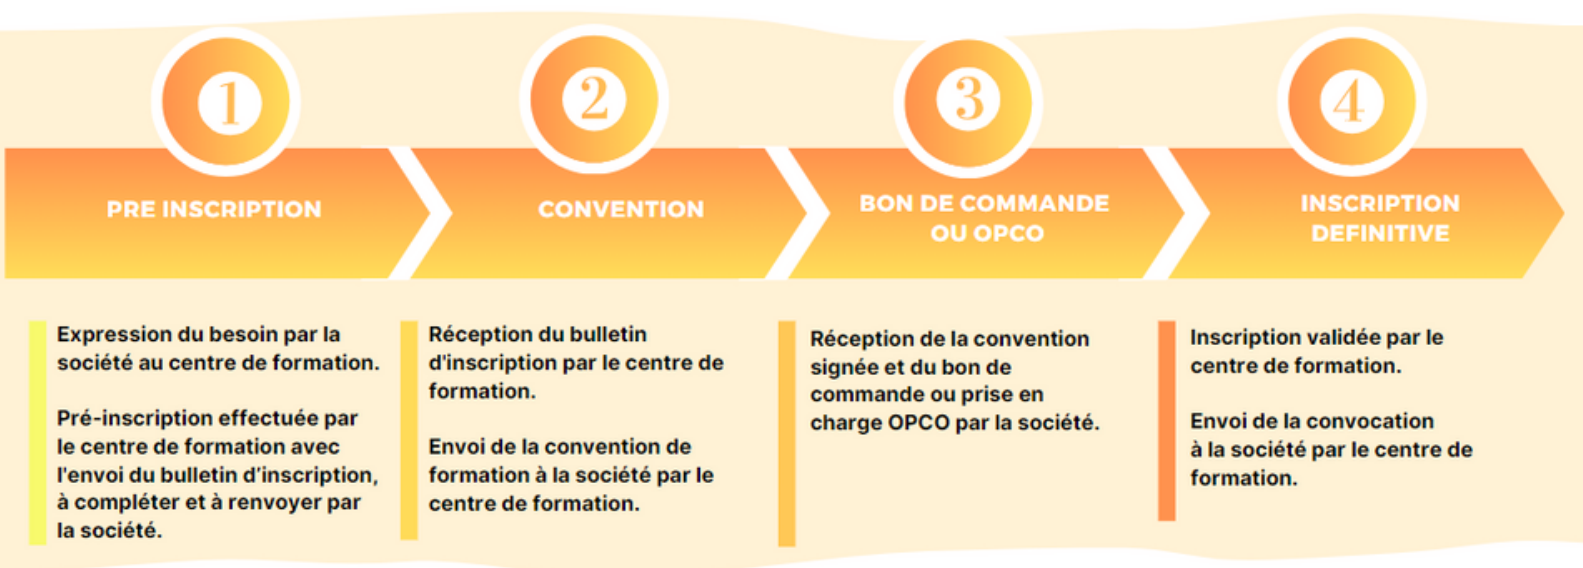 1
PRE INSCRIPTION
Expression du besoin par la
société au centre de formation.
Pré-inscription effectuée par
le centre de formation avec
l'envoi du bulletin d'inscription,
à compléter et à renvoyer par
la société.
2
CONVENTION
Réception du bulletin
d'inscription par le centre de
formation.
Envoi de la convention de
formation à la société par le
centre de formation.
3
BON DE COMMANDE
OU OPCO
Réception de la convention
signée et du bon de
commande ou prise en
charge OPCO par la société.
4
INSCRIPTION
DEFINITIVE
Inscription validée par le
centre de formation.
Envoi de la convocation
à la société par le centre de
formation.